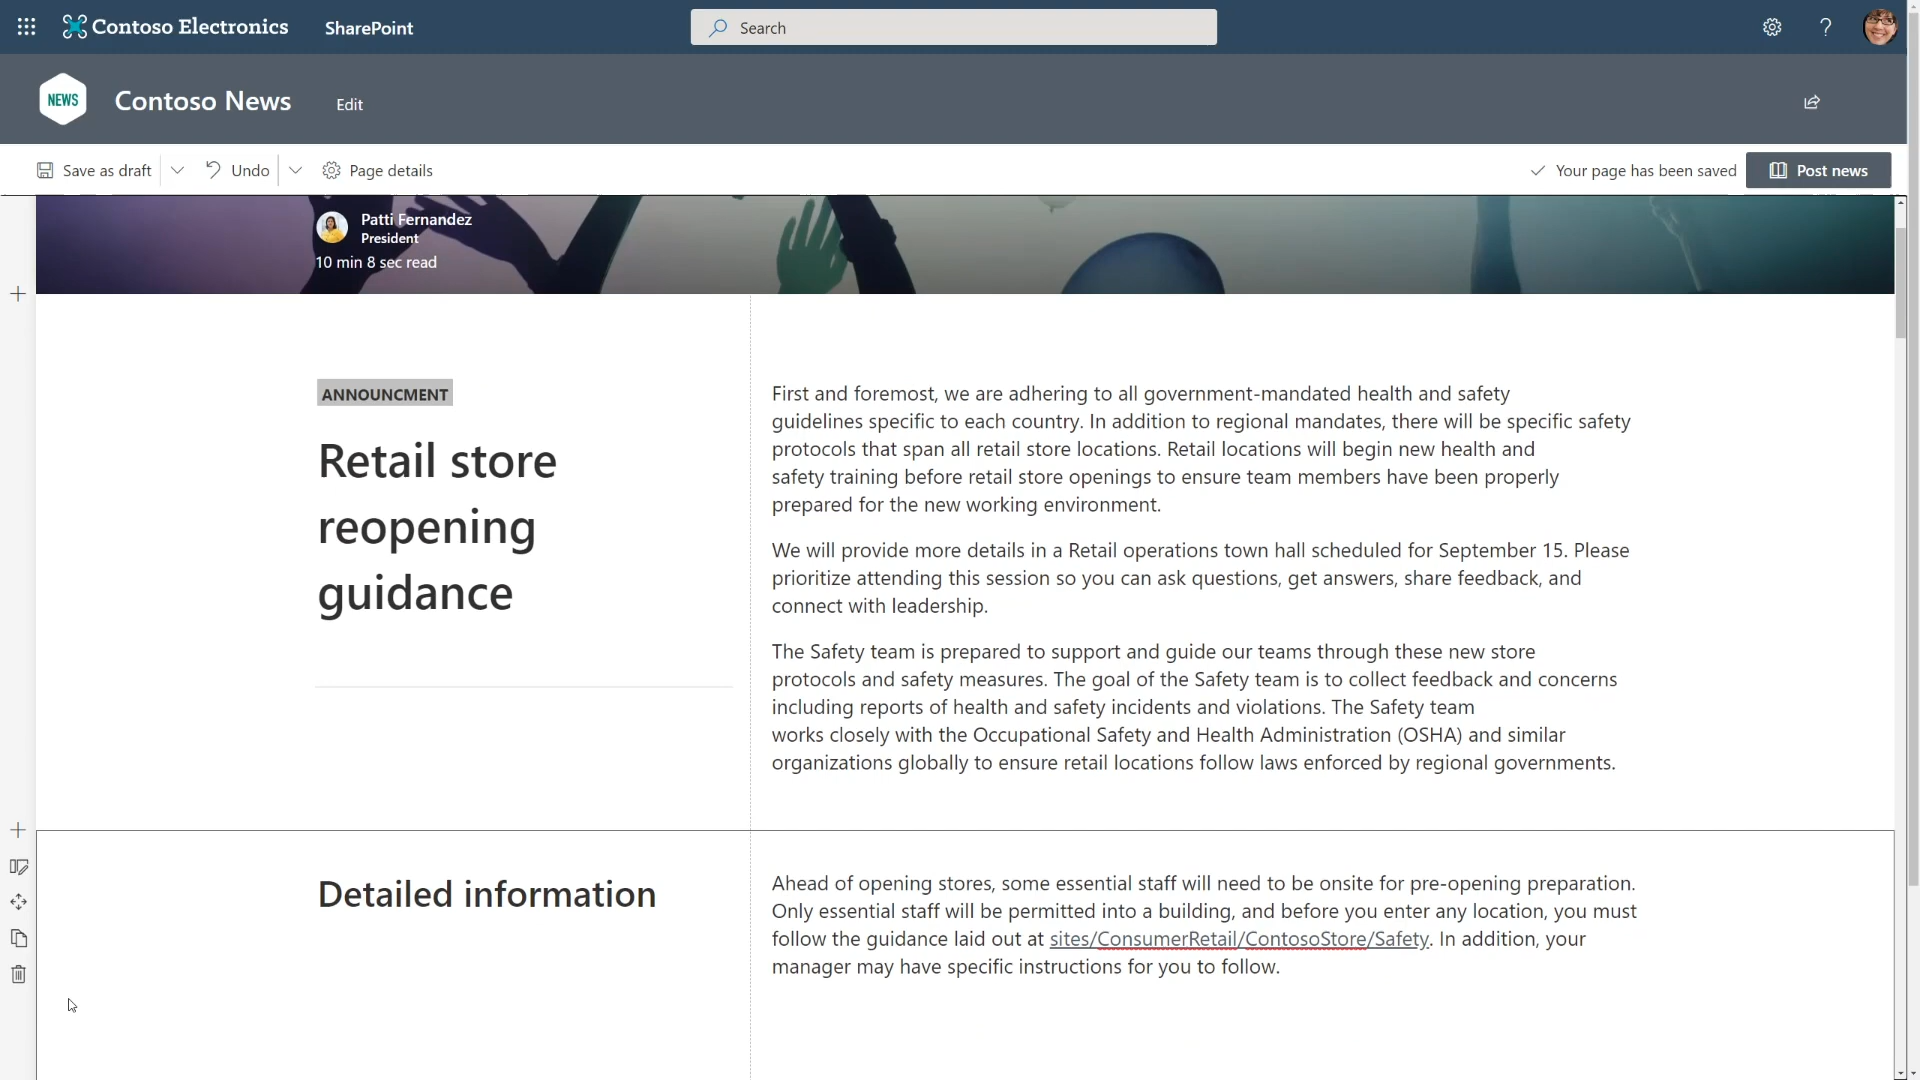 Contoso Electronics
SharePoint
Search
?
NEWS
Contoso News
Edit
Save as draft
Undo
Page details
Your page has been saved
Post news
Patti Fernandez
President
10 min 8 sec read
ANNOUNCMENT
Retail store
reopening
guidance
First and foremost, we are adhering to all government-mandated health and safety
guidelines specific to each country. In addition to regional mandates, there will be specific safety
protocols that span all retail store locations. Retail locations will begin new health and
safety training before retail store openings to ensure team members have been properly
prepared for the new working environment.
We will provide more details in a Retail operations town hall scheduled for September 15. Please
prioritize attending this session so you can ask questions, get answers, share feedback, and
connect with leadership.
The Safety team is prepared to support and guide our teams through these new store
protocols and safety measures. The goal of the Safety team is to collect feedback and concerns
including reports of health and safety incidents and violations. The Safety team
works closely with the Occupational Safety and Health Administration (OSHA) and similar
organizations globally to ensure retail locations follow laws enforced by regional governments.
Detailed information
Ahead of opening stores, some essential staff will need to be onsite for pre-opening preparation.
Only essential staff will be permitted into a building, and before you enter any location, you must
follow the guidance laid out at sites/ConsumerRetail/ContosoStore/Safety. In addition, your
manager may have specific instructions for you to follow.